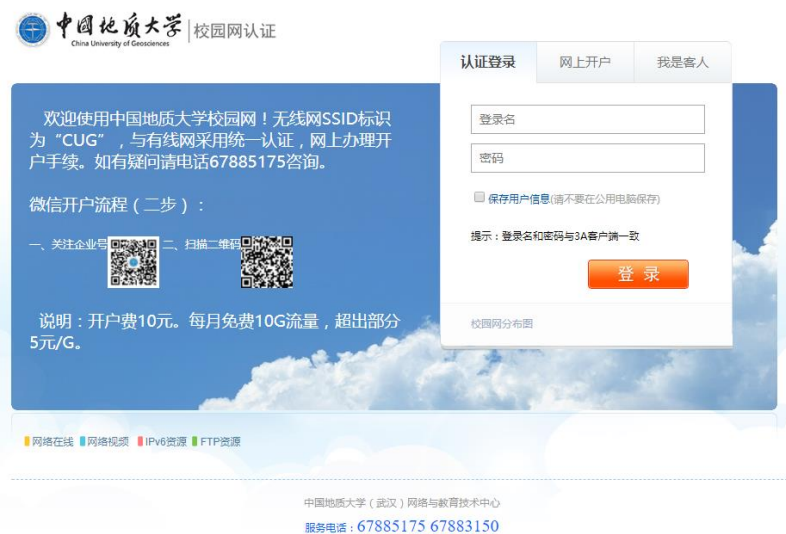 中国地质大学
China University of Geosciences
校园网认证
认证登录 网上开户 我是客人
欢迎使用中国地质大学校园网！无线网SSID标识
为“CUG”，与有线网采用统一认证，网上办理开
户手续。如有疑问请电话67885175咨询。
微信开户流程（二步）：
一、关注企业号 二、扫描二维码
说明：开户费10元。每月免费10G流量，超出部分
5元/G。
登录名
密码
保存用户信息(请不要在公用电脑保存)
提示：登录名和密码与3A客户端一致
登 录
校园网分布图
网络在线 网络视频 IPv6资源 FTP资源
中国地质大学（武汉）网络与教育技术中心
服务电话：67885175 67883150